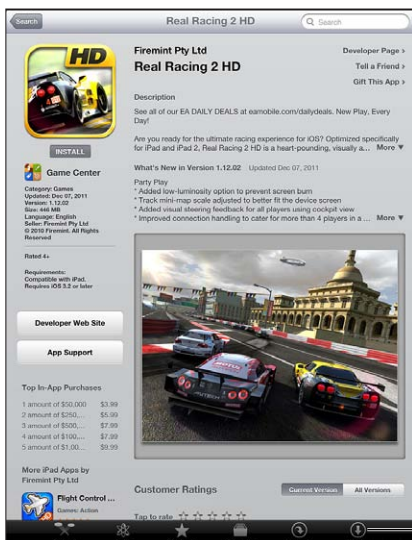 Search
Real Racing 2 HD
Search
HD
INSTALL
Game Center
Category: Games
Updated: Dec 07, 2011
Version: 1.12.02
Size: 446 MB
Language: English
Seller: Firemint Pty Ltd
© 2010 Firemint. All Rights
Reserved
Rated 4+
Requirements:
Compatible with iPad.
Requires iOS 3.2 or later
Developer Web Site
App Support
Top In-App Purchases
1 amount of $50,000 $3.99
2 amount of $250,... $5.99
3 amount of $500,... $7.99
4 amount of $100,... $7.99
5 amount of $1,00... $9.99
More iPad Apps by
Firemint Pty Ltd
Flight Control ...
Games: Action
Firemint Pty Ltd
Real Racing 2 HD
Developer Page ›
Tell a Friend ›
Gift This App ›
Description
See all of our EA DAILY DEALS at eamobile.com/dailydeals. New Play, Every
Day!
Are you ready for the ultimate racing experience for iOS? Optimized specifically
for iPad and iPad 2, Real Racing 2 HD is a heart-pounding, visually a... More ▼
What's New in Version 1.12.02 Updated Dec 07, 2011
Party Play
* Added low-luminosity option to prevent screen burn
* Track mini-map scale adjusted to better fit the device screen
* Added visual steering feedback for all players using cockpit view
* Improved connection handling to cater for more than 4 players in a ... More ▼
Customer Ratings
Current Version
All Versions
Tap to rate